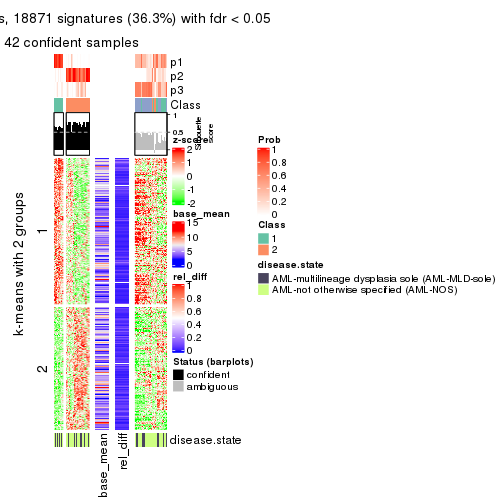 s, 18871 signatures (36.3%) with fdr < 0.05
42 confident samples
p1
p2
p3
Class
1
0.5
0
Silhouette
score
z-score
2
1
0
-1
-2
base_mean
15
10
5
0
rel_diff
1
0.8
0.6
0.4
0.2
0
Status (barplots)
confident
ambiguous
Prob
1
0.8
0.6
0.4
0.2
0
Class
1
2
disease.state
AML-multilineage dysplasia sole (AML-MLD-sole)
AML-not otherwise specified (AML-NOS)
k-means with 2 groups
1
2
disease.state
base_mean
rel_diff